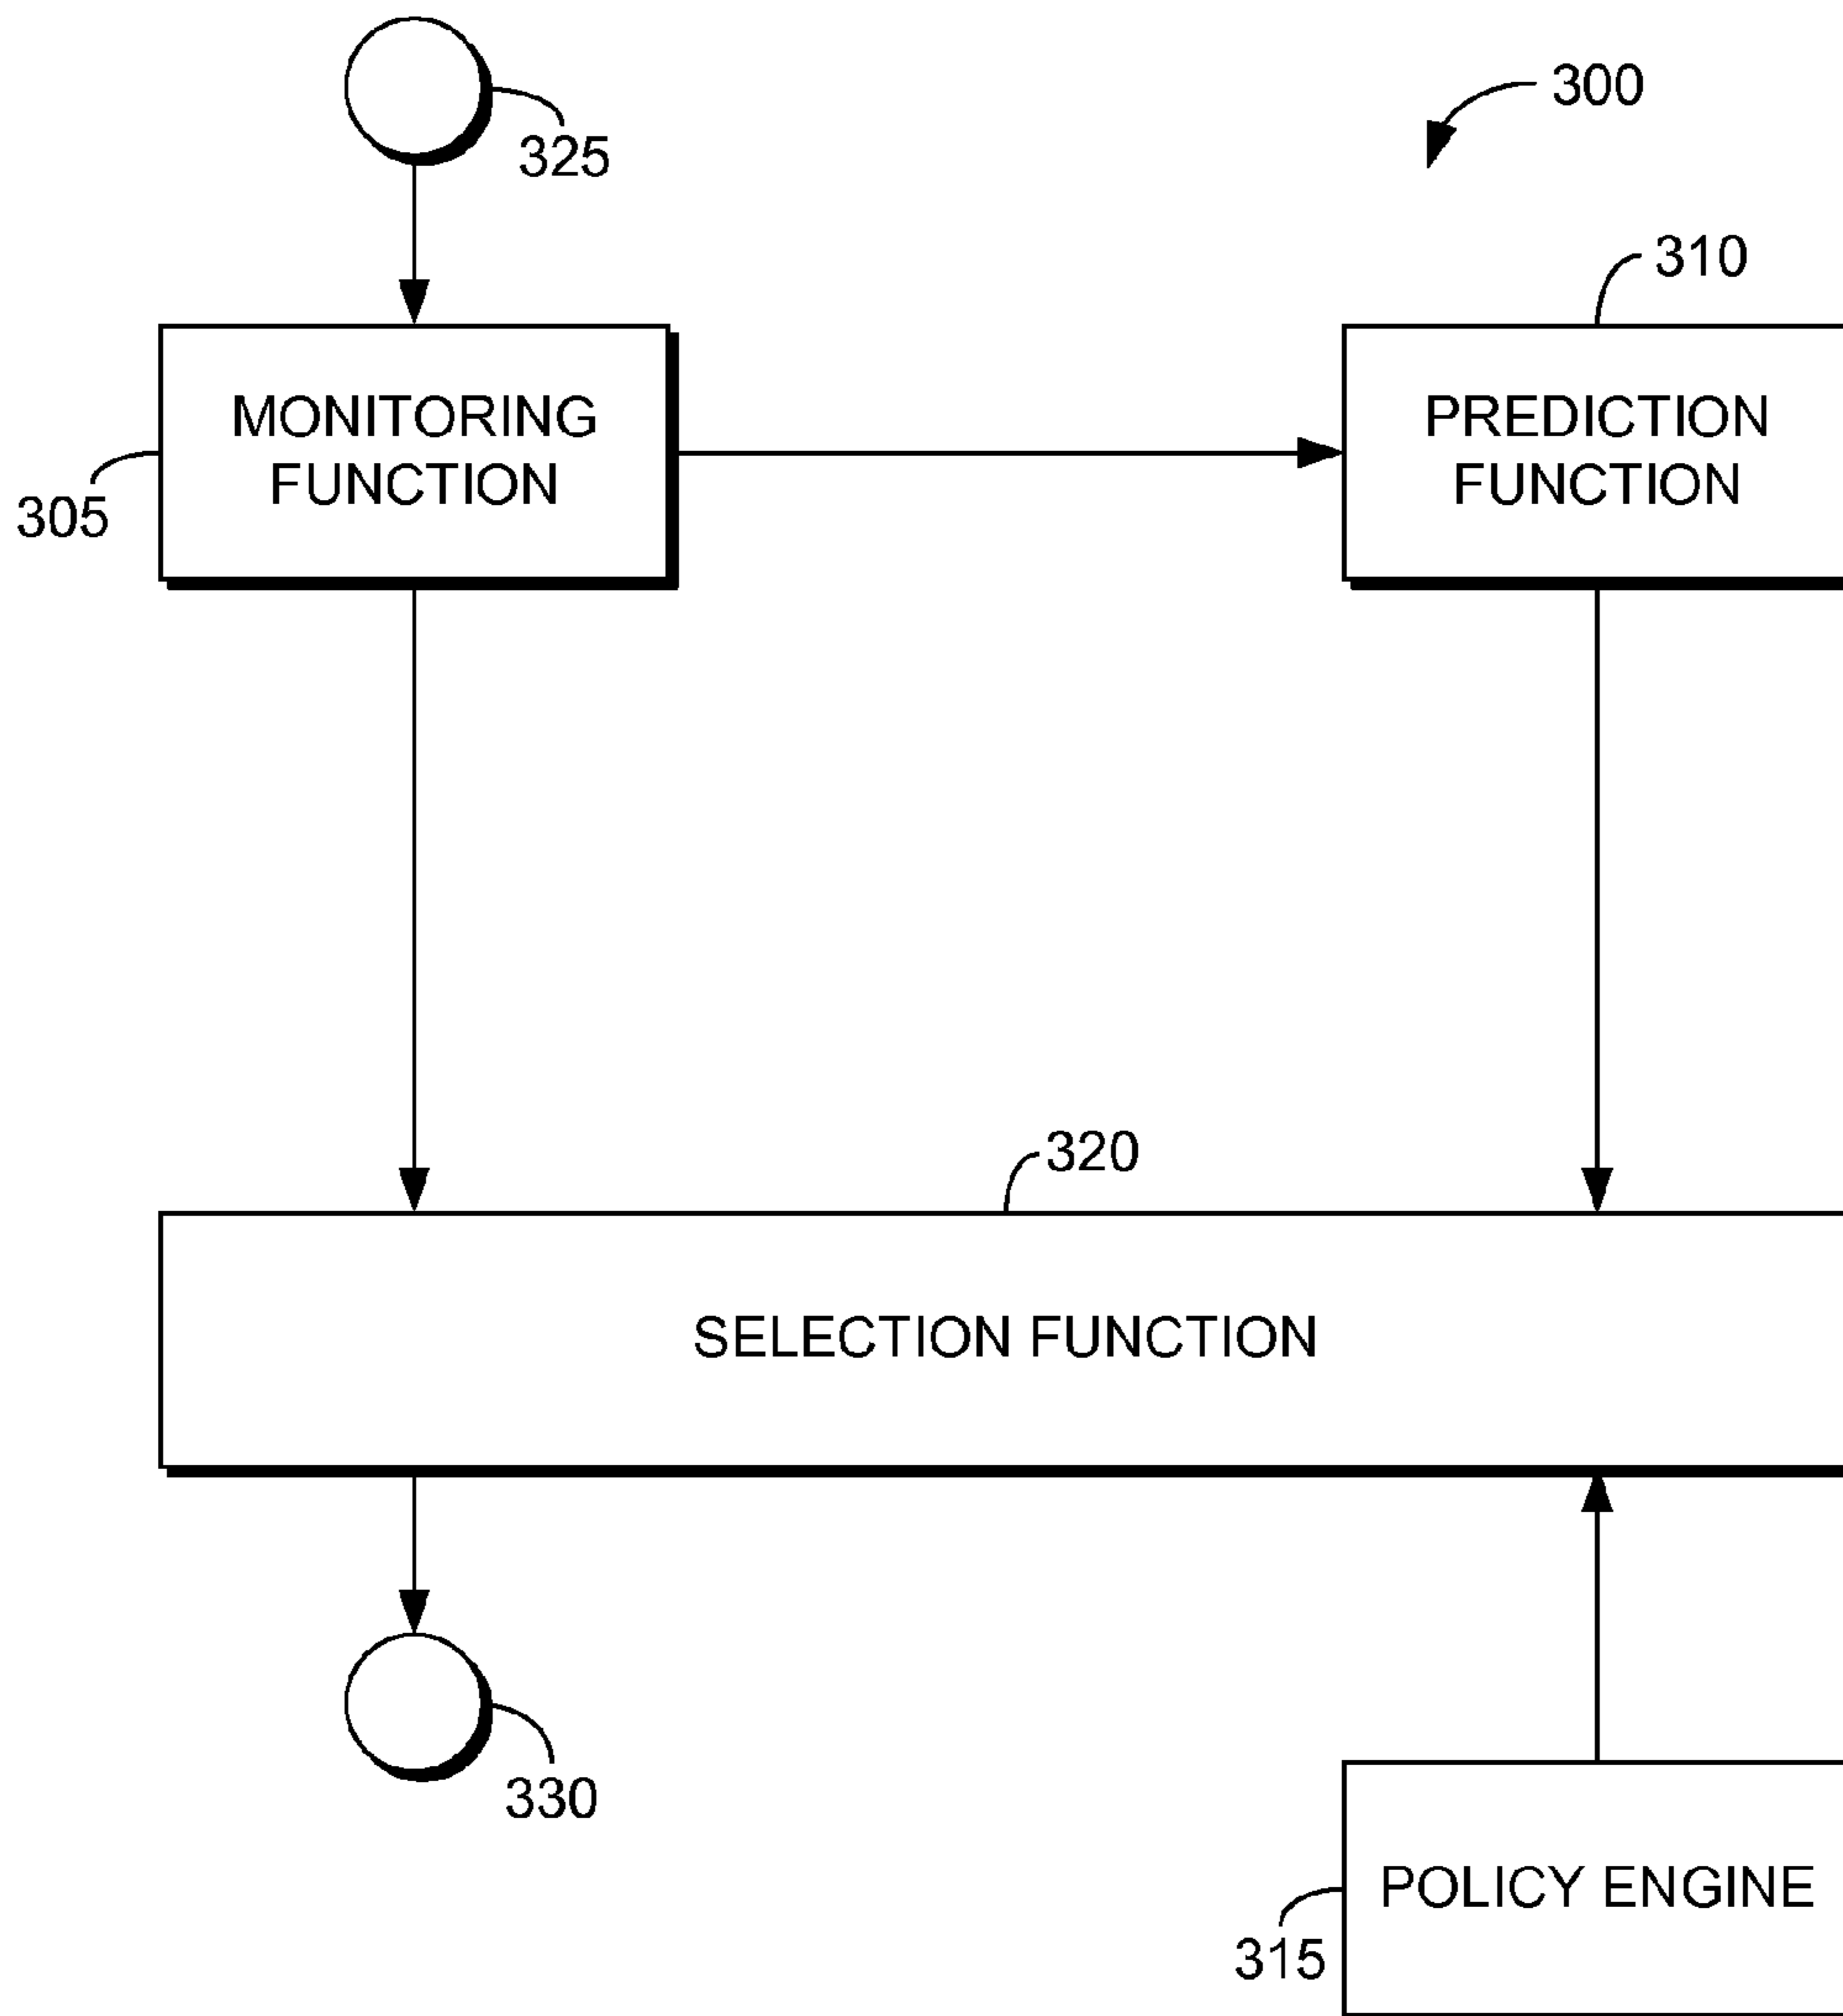 325
300
310
MONITORING
FUNCTION
PREDICTION
FUNCTION
305
320
SELECTION FUNCTION
330
POLICY ENGINE
315